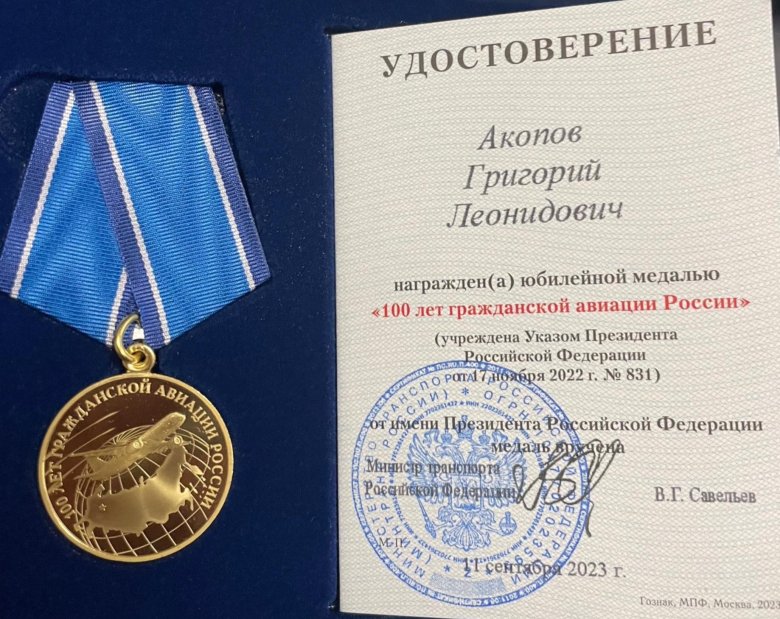 УДОСТОВЕРЕНИЕ
Акопов
Григорий
Леонидович
награжден(а) юбилейной медалью
«100 лет гражданской авиации России»
(учреждена Указом Президента
Российской Федерации
от 17 ноября 2022 г. № 831)
от имени Президента Российской Федерации
медаль вручена
Министр транспорта
Российской Федерации
В.Г. Савельев
М.П.
11 сентября 2023 г.
Гознак, МПФ, Москва, 2023
100 ЛЕТ ГРАЖДАНСКОЙ АВИАЦИИ РОССИИ